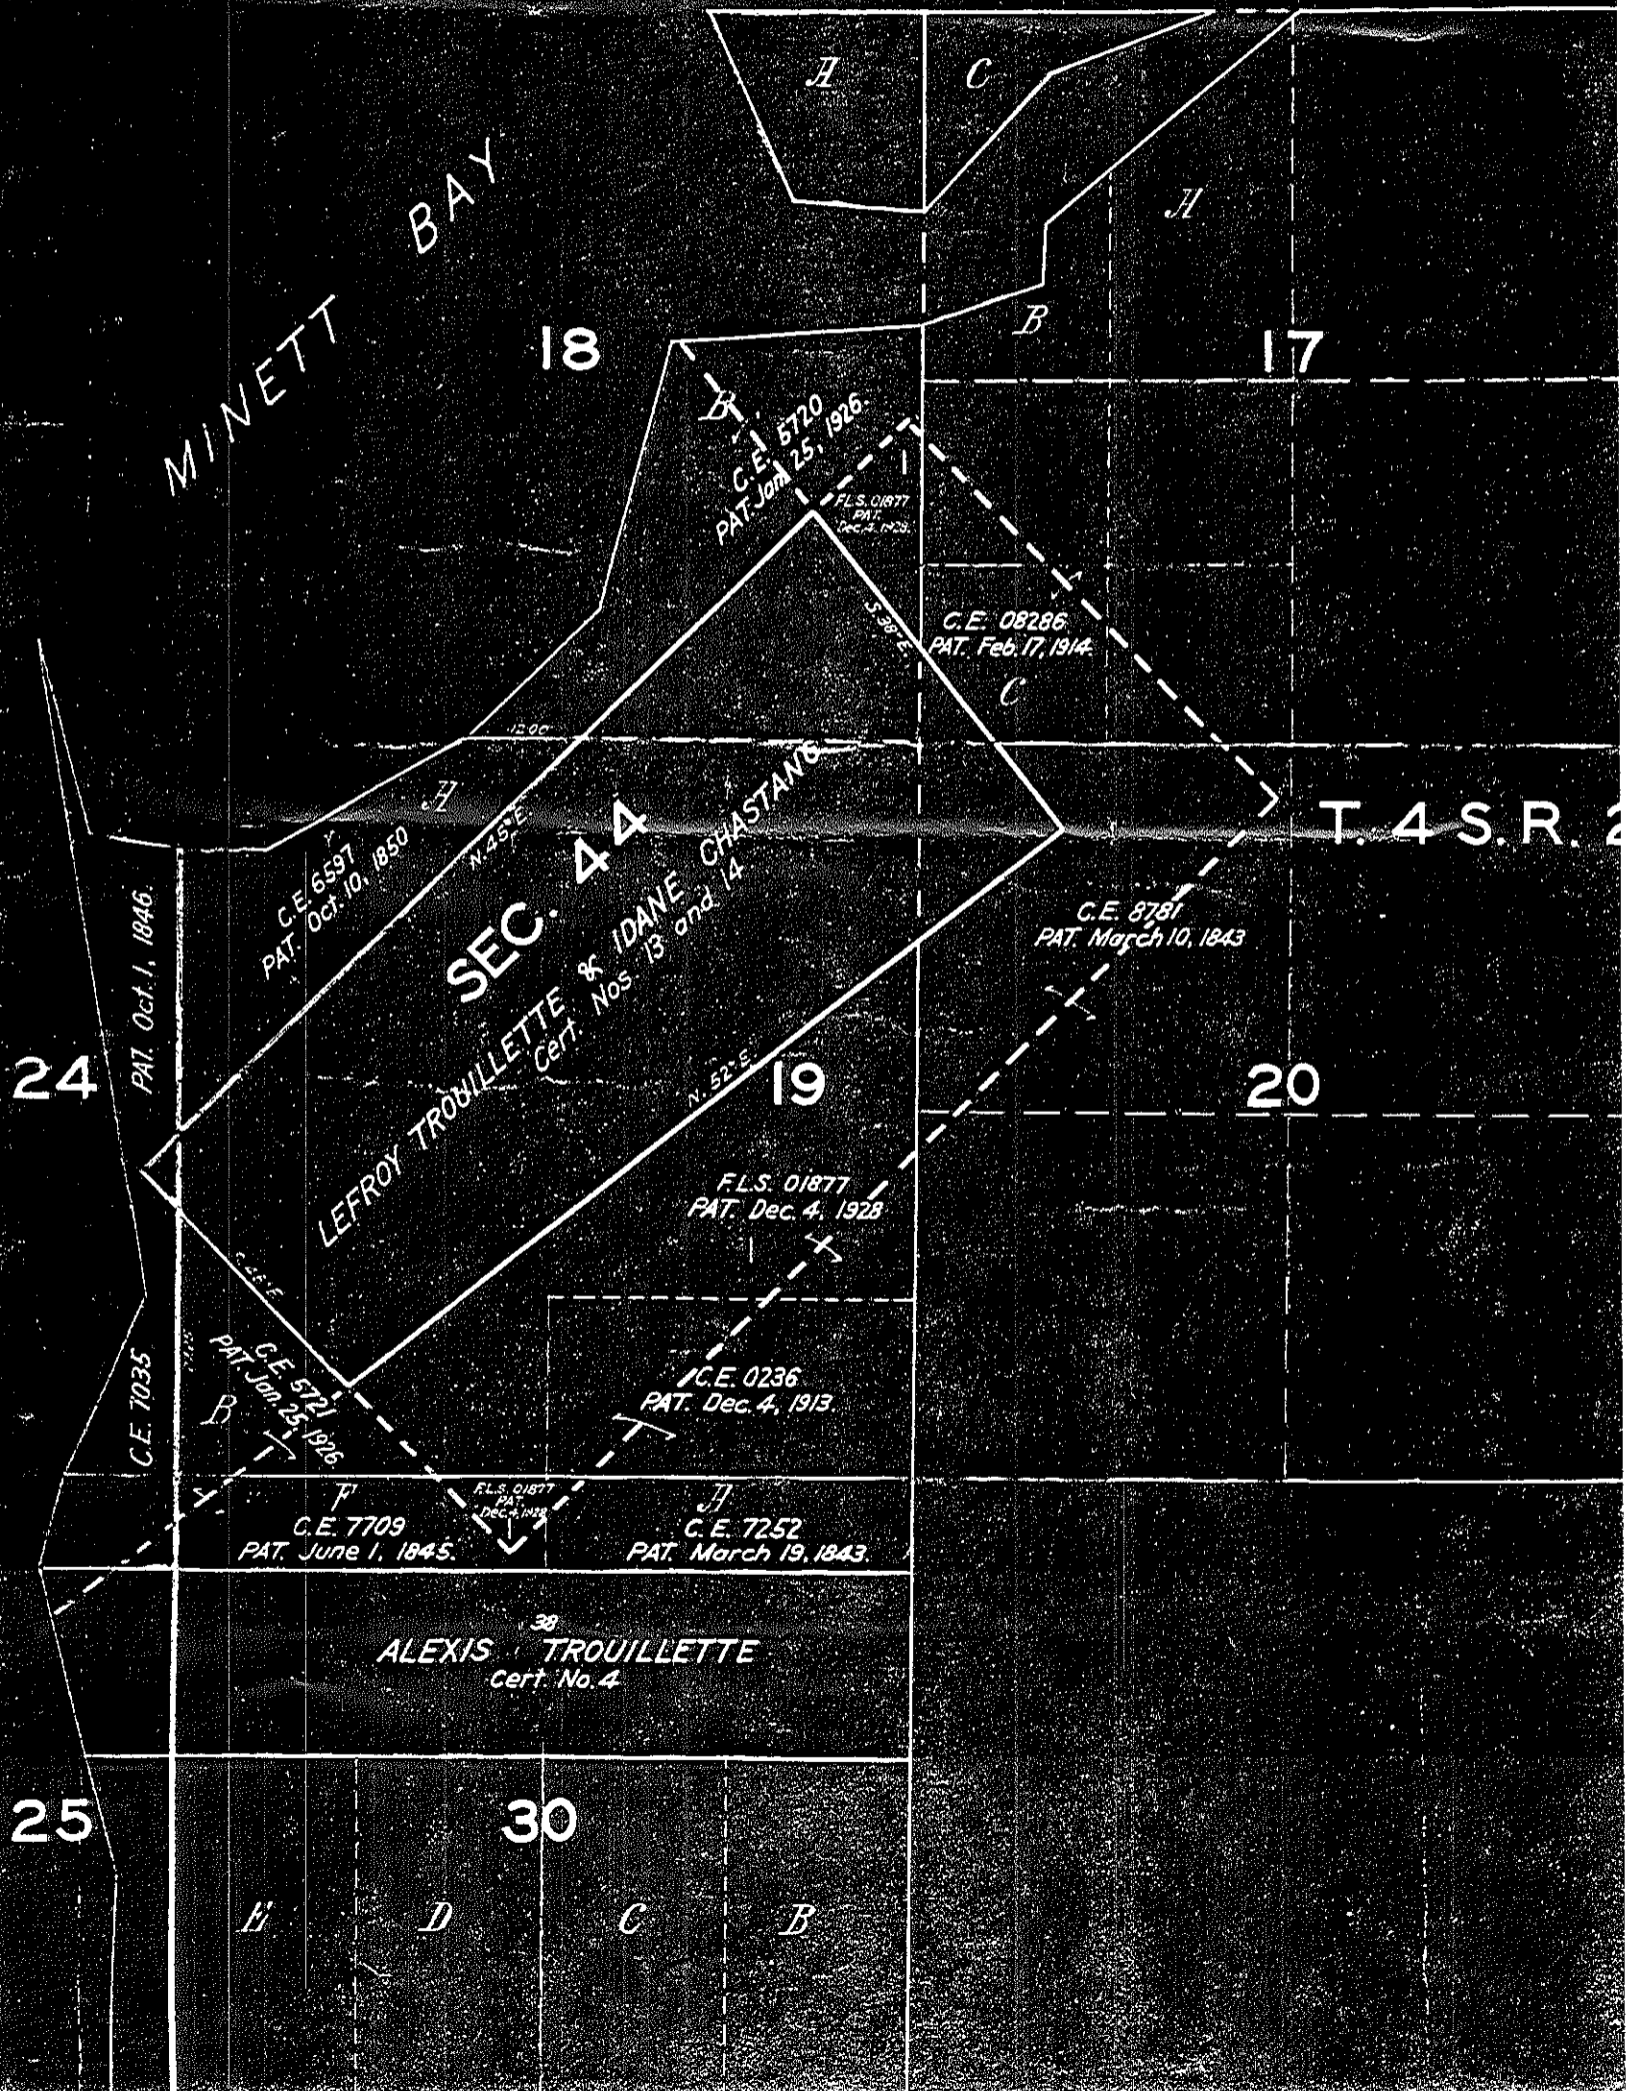 A
C
H
MINETT BAY
B
18
17
B
C.E. 5720
PAT. Jan. 25, 1926.
F.L.S. 01877
PAT.
Dec. 4, 1928.
S. 38° E.
C.E. 08286
PAT. Feb. 17, 1914.
C
12.00
A
N. 45° E.
C.E. 6597
PAT. Oct. 10, 1850
SEC. 44
LEFROY TROUILLETTE & IDANE CHASTANG
Cert. Nos 13 and 14
T. 4 S. R. 2
C.E. 8781
PAT. March 10, 1843
PAT. Oct. 1, 1846.
C.E. 7035
24
19
20
N. 52° E.
F.L.S. 01877
PAT. Dec. 4, 1928
C.E. 5721
PAT. Jan. 25, 1926
B
C.E. 0236
PAT. Dec. 4, 1913.
F
C.E. 7709
PAT. June 1, 1845.
F.L.S. 01877
PAT.
Dec. 4, 1928
A
C.E. 7252
PAT. March 19, 1843.
38
ALEXIS TROUILLETTE
Cert. No. 4
25
30
E
D
C
B